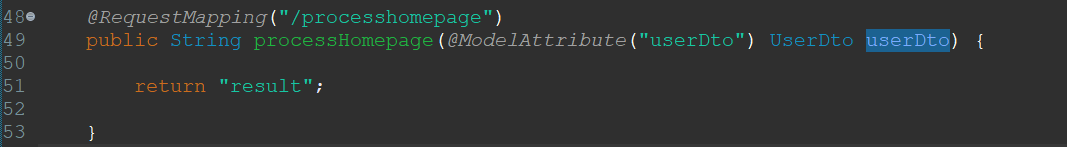 48 @RequestMapping("/processhomepage")
49 public String processHomepage(@ModelAttribute("userDto") UserDto userDto) {
50
51 return "result";
52
53 }